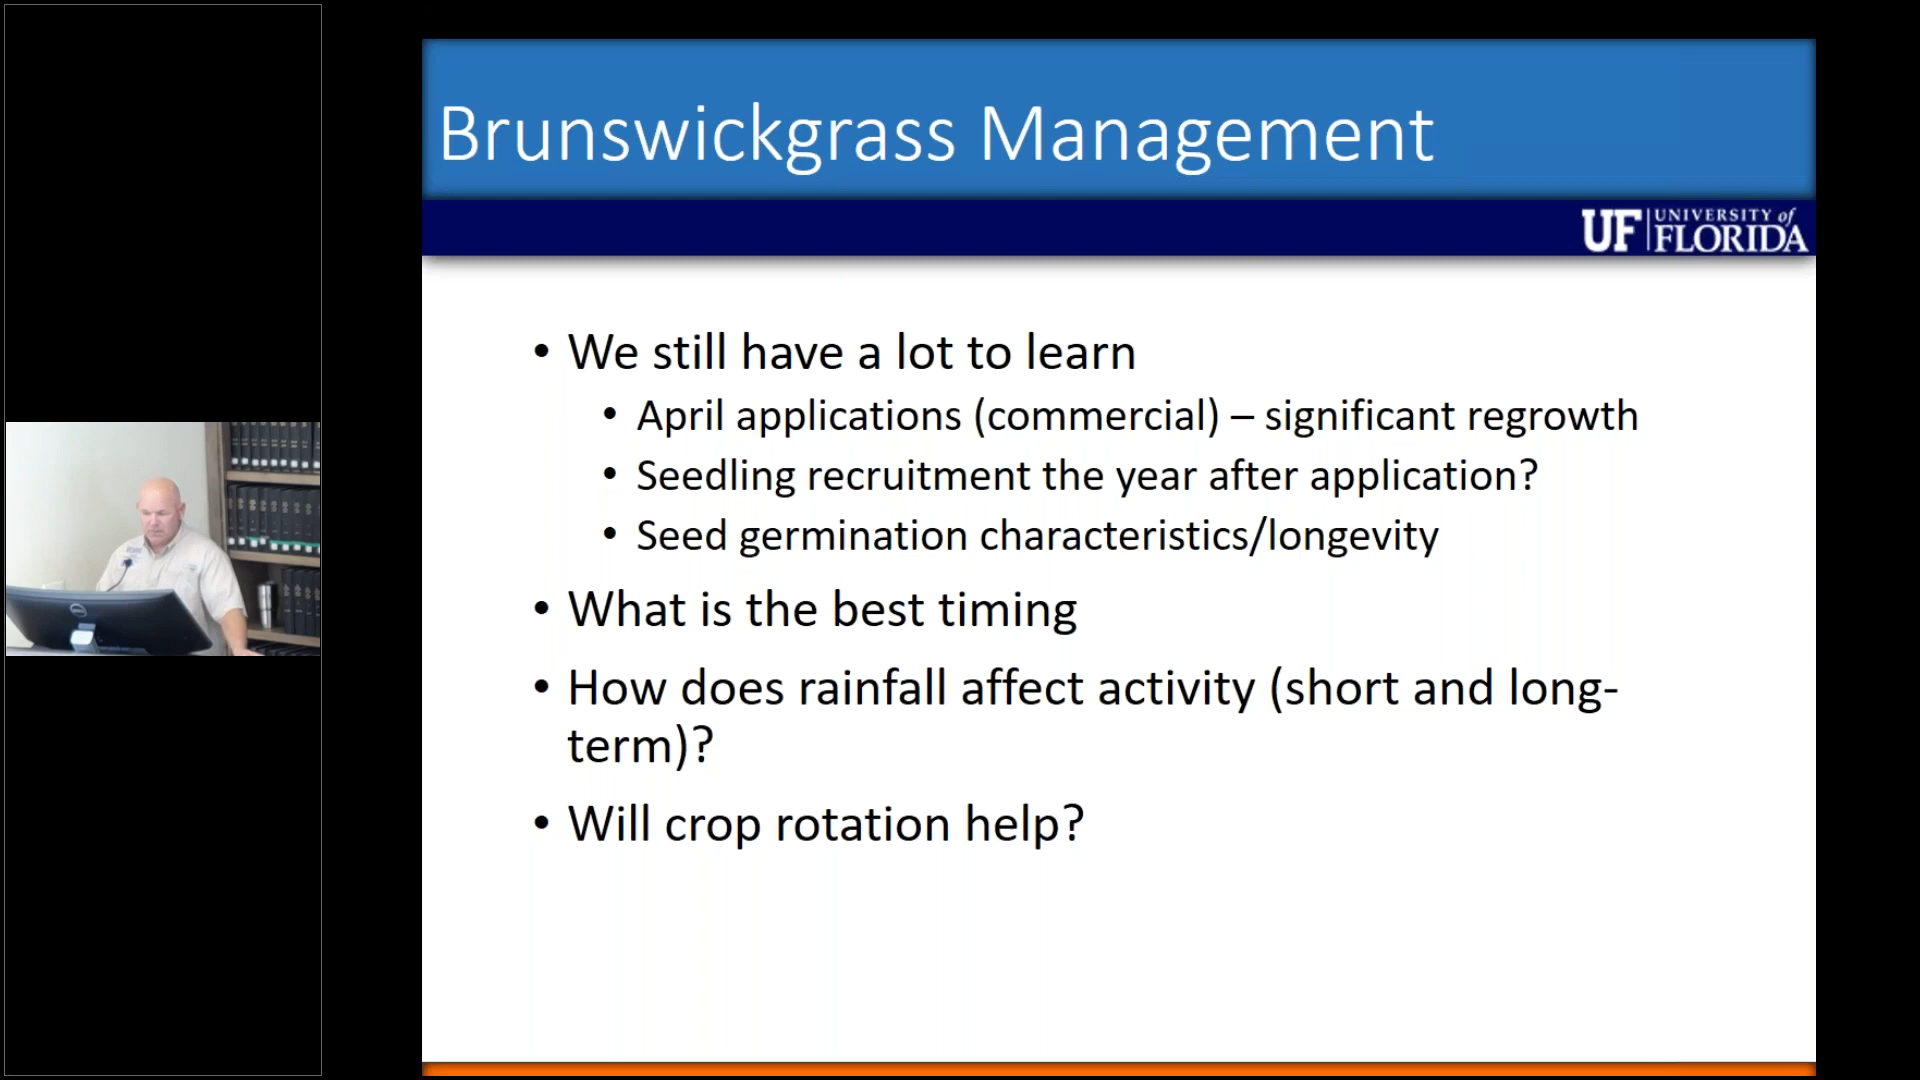 Brunswickgrass Management
UF UNIVERSITY of
FLORIDA
• We still have a lot to learn
• April applications (commercial) – significant regrowth
• Seedling recruitment the year after application?
• Seed germination characteristics/longevity
• What is the best timing
• How does rainfall affect activity (short and long-
term)?
• Will crop rotation help?